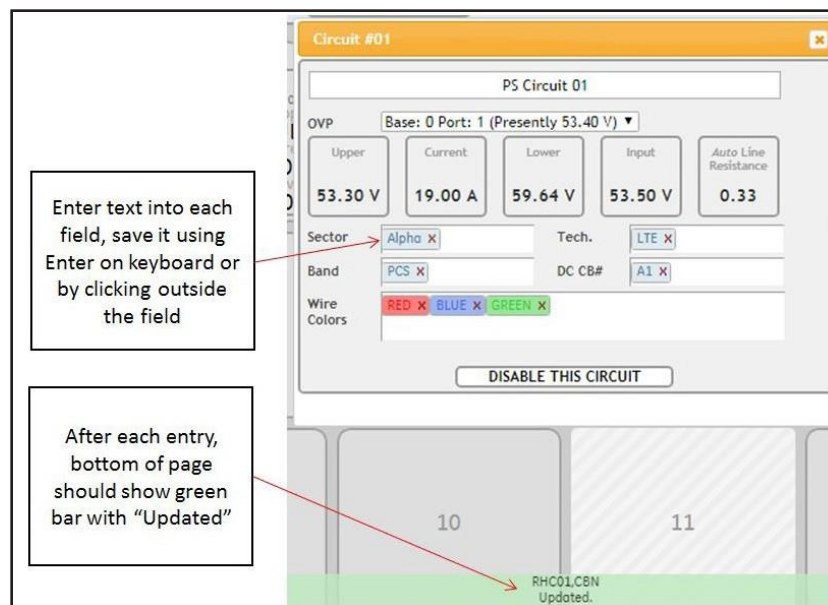 Circuit #01
PS Circuit 01
OVP Base: 0 Port: 1 (Presently 53.40 V)
Upper Current Lower Input Auto Line
Resistance
53.30 V 19.00 A 59.64 V 53.50 V 0.33
Sector Alpha x Tech. LTE x
Band PCS x DC CB# A1 x
Wire
Colors
RED x BLUE x GREEN x
DISABLE THIS CIRCUIT
Enter text into each
field, save it using
Enter on keyboard or
by clicking outside
the field
After each entry,
bottom of page
should show green
bar with “Updated”
10 11
RHC01,CBN
Updated.